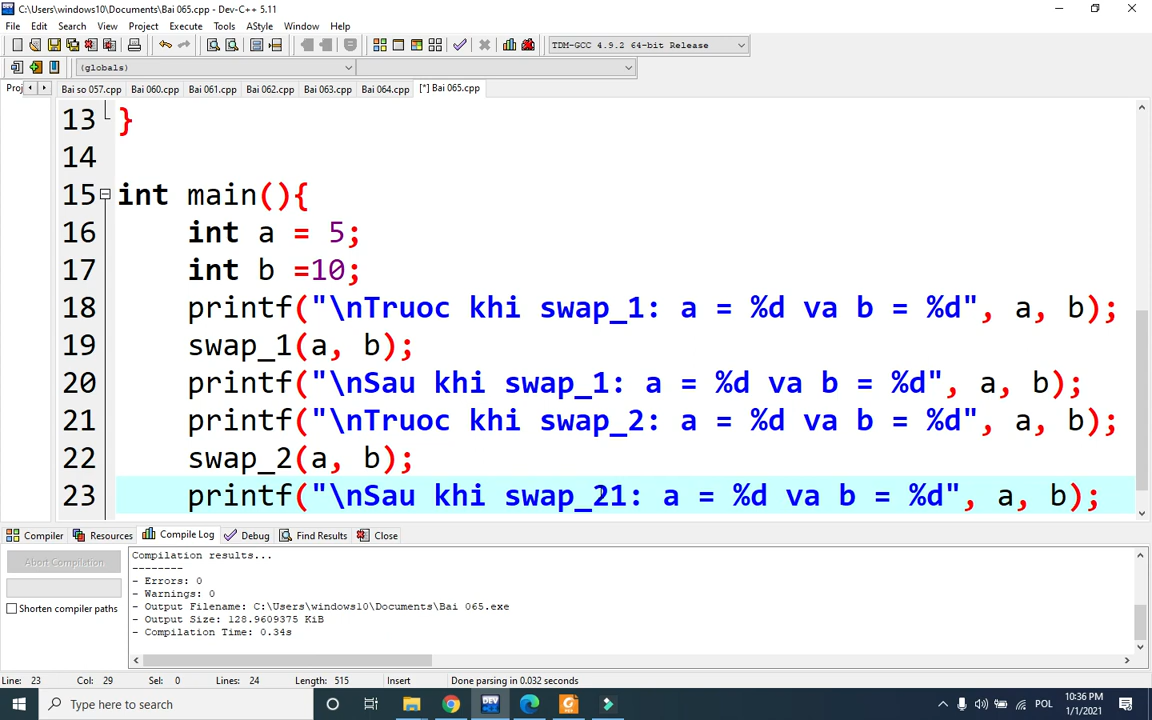 C:\Users\windows10\Documents\Bai 065.cpp - Dev-C++ 5.11
File Edit Search View Project Execute Tools AStyle Window Help
TDM-GCC 4.9.2 64-bit Release
(globals)
Proj Bai so 057.cpp Bai 060.cpp Bai 061.cpp Bai 062.cpp Bai 063.cpp Bai 064.cpp [*] Bai 065.cpp
13 }
14
15 int main(){
16 int a = 5;
17 int b =10;
18 printf("\nTruoc khi swap_1: a = %d va b = %d", a, b);
19 swap_1(a, b);
20 printf("\nSau khi swap_1: a = %d va b = %d", a, b);
21 printf("\nTruoc khi swap_2: a = %d va b = %d", a, b);
22 swap_2(a, b);
23 printf("\nSau khi swap_21: a = %d va b = %d", a, b);
Compiler Resources Compile Log Debug Find Results Close
Abort Compilation
Shorten compiler paths
Compilation results...
--------
- Errors: 0
- Warnings: 0
- Output Filename: C:\Users\windows10\Documents\Bai 065.exe
- Output Size: 128.9609375 KiB
- Compilation Time: 0.34s
Line: 23 Col: 29 Sel: 0 Lines: 24 Length: 515 Insert Done parsing in 0.032 seconds
Type here to search
DEV
POL
10:36 PM
1/1/2021